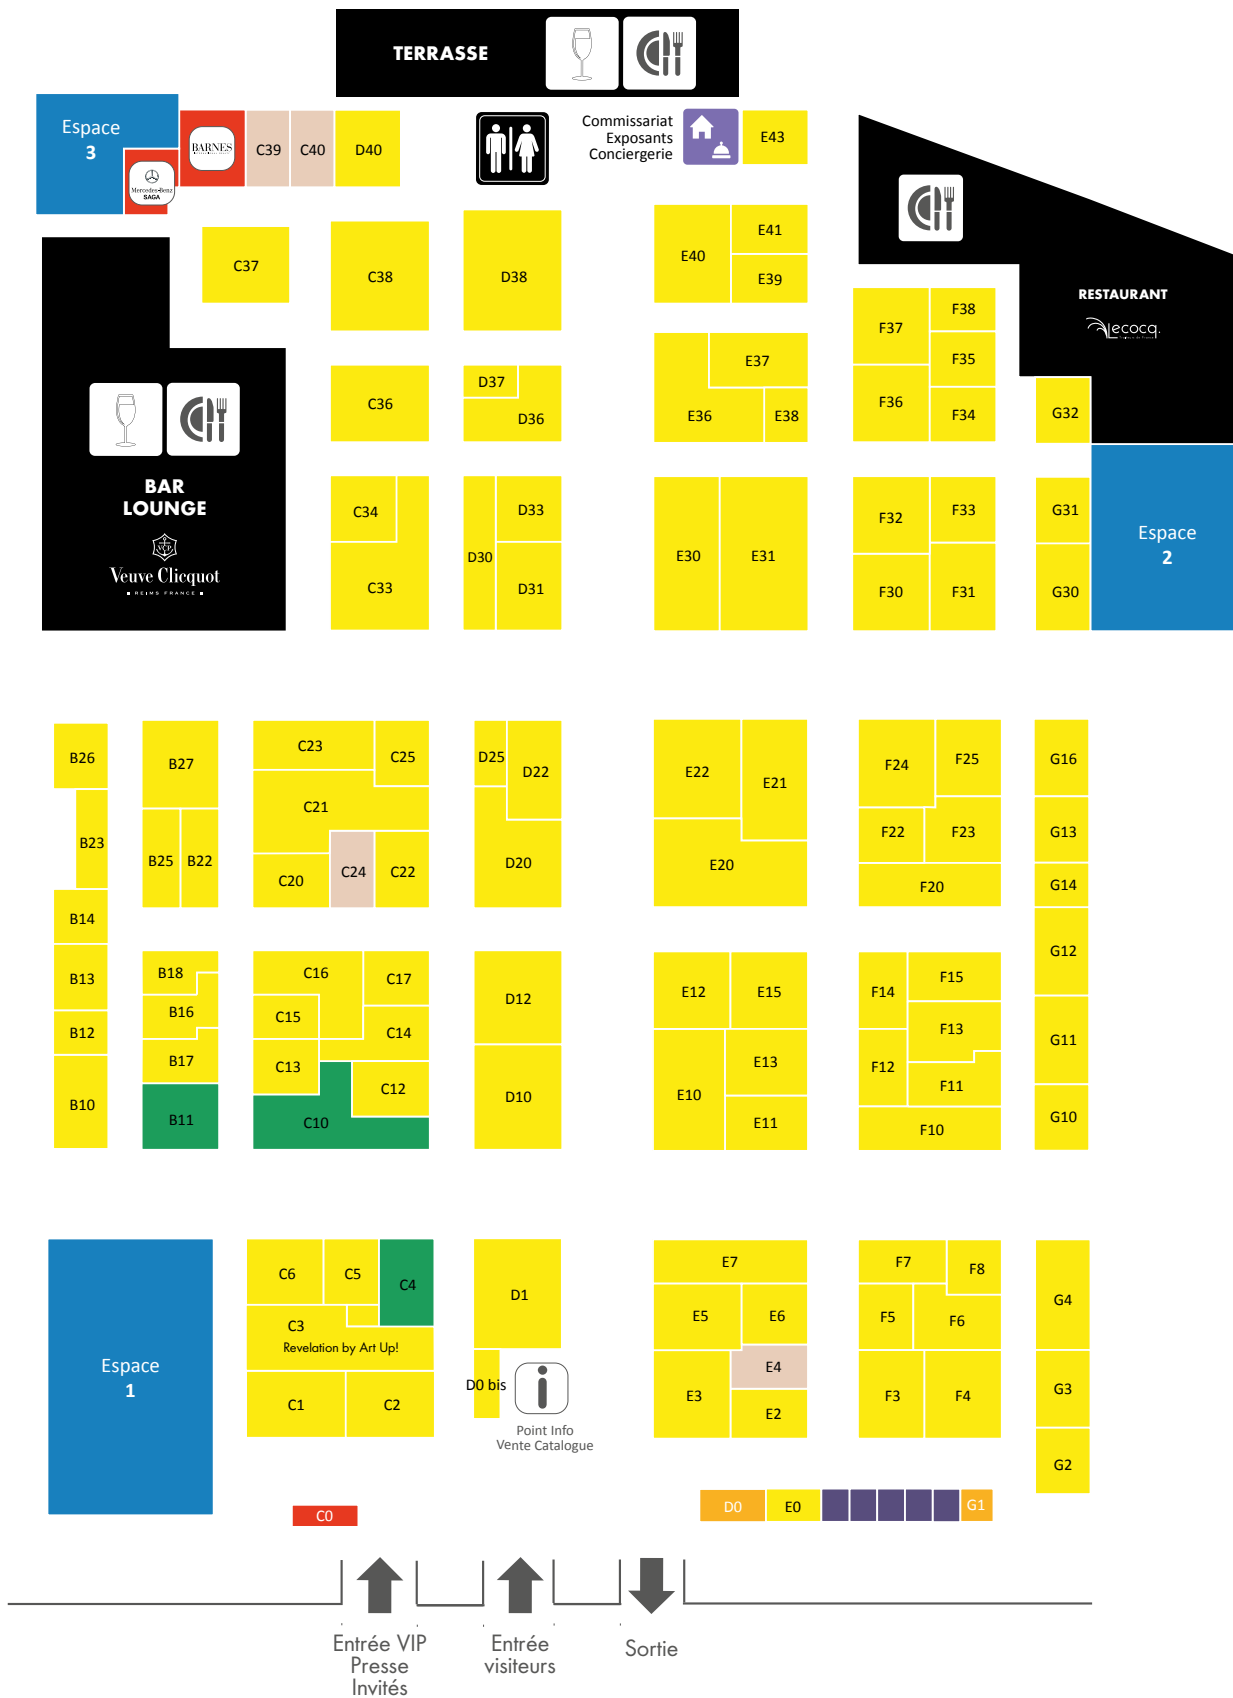 TERRASSE
Espace
3
BARNES
Mercedes-Benz
SAGA
C39
C40
D40
Commissariat
Exposants
Conciergerie
E43
C37
C38
D38
E40
E41
E39
RESTAURANT
Lecocq.
F37
F38
F35
F36
F34
G32
C36
D37
D36
E37
E36
E38
BAR
LOUNGE
VCP
Veuve Clicquot
REIMS FRANCE
C34
C33
D30
D33
D31
E30
E31
F32
F33
F30
F31
G31
G30
Espace
2
B26
B27
C23
C25
D25
D22
E22
E21
F24
F25
G16
B23
C21
F22
F23
G13
B25
B22
C20
C24
C22
D20
E20
F20
G14
B14
G12
B13
B18
C16
C17
D12
E12
E15
F14
F15
B12
B16
C15
C14
F13
G11
B17
C13
C12
E13
F12
F11
B10
B11
C10
D10
E10
E11
F10
G10
C6
C5
C4
D1
E7
F7
F8
C3
Revelation by Art Up!
E5
E6
F5
F6
G4
Espace
1
C1
C2
D0 bis
Point Info
Vente Catalogue
E3
E4
E2
F3
F4
G3
G2
C0
D0
E0
G1
Entrée VIP
Presse
Invités
Entrée
visiteurs
Sortie